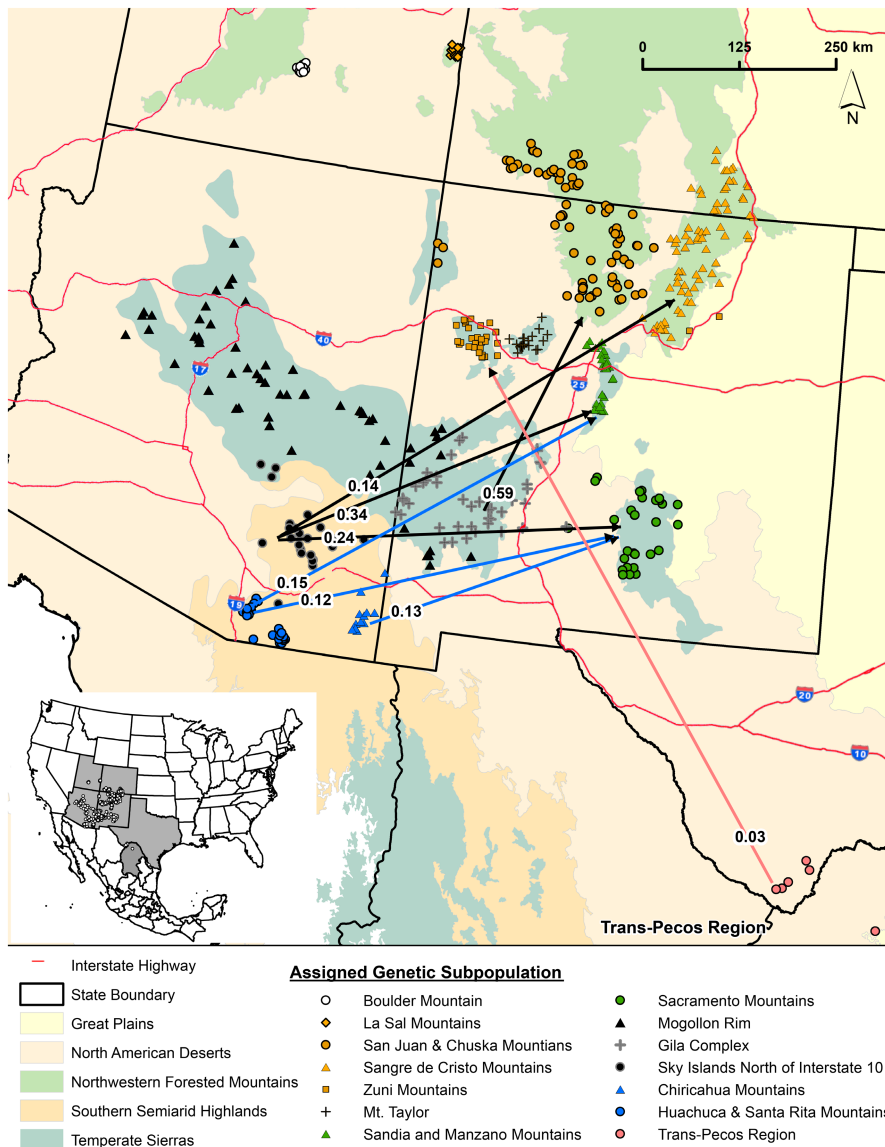 0 125 250 km
N
40
17
25
0.14
0.59
0.34
0.24
0.15
0.12
0.13
10
20
10
0.03
Trans-Pecos Region
Interstate Highway
State Boundary
Great Plains
North American Deserts
Northwestern Forested Mountains
Southern Semiarid Highlands
Temperate Sierras
Assigned Genetic Subpopulation
Boulder Mountain
La Sal Mountains
San Juan & Chuska Mountians
Sangre de Cristo Mountains
Zuni Mountains
Mt. Taylor
Sandia and Manzano Mountains
Sacramento Mountains
Mogollon Rim
Gila Complex
Sky Islands North of Interstate 10
Chiricahua Mountains
Huachuca & Santa Rita Mountains
Trans-Pecos Region